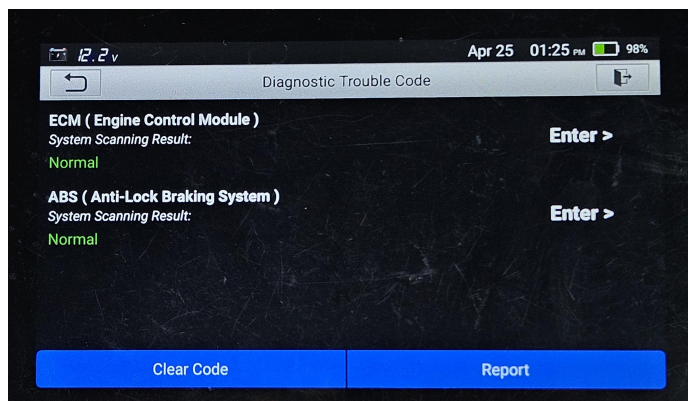 12.2 v
Apr 25 01:25 PM 98%
Diagnostic Trouble Code
ECM ( Engine Control Module )
System Scanning Result:
Enter >
Normal
ABS ( Anti-Lock Braking System )
System Scanning Result:
Enter >
Normal
Clear Code
Report